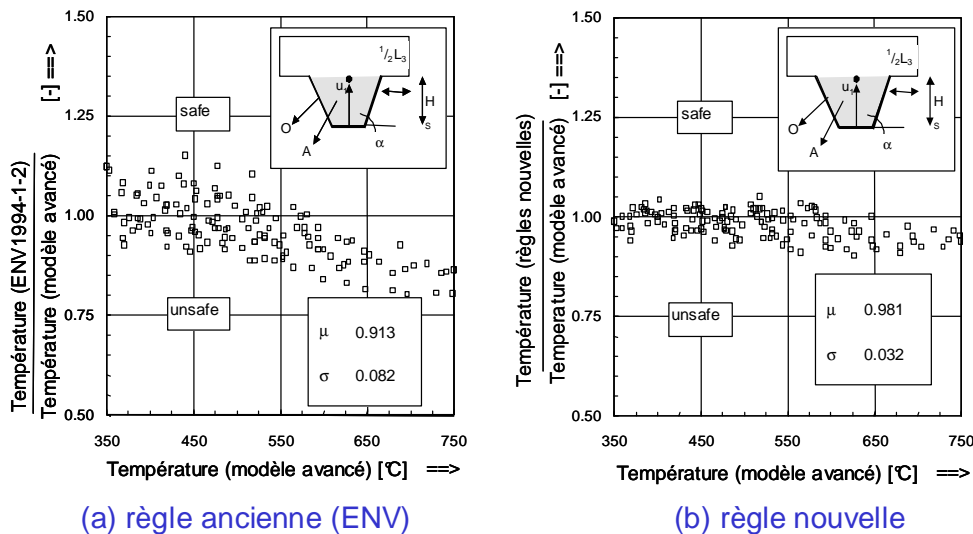 1.50
1.25
1.00
0.75
0.50
350
450
550
650
750
Température (ENV1994-1-2)
Température (modèle avancé)
[-] ==>
safe
unsafe
1/2L3
u1
O
A
α
H
s
μ 0.913
σ 0.082
Température (modèle avancé) [°C] ==>
(a) règle ancienne (ENV)
1.50
1.25
1.00
0.75
0.50
350
450
550
650
750
Température (règles nouvelles)
Temperature (modèle avancé)
[-] ==>
safe
unsafe
1/2L3
u1
O
A
α
H
s
μ 0.981
σ 0.032
Température (modèle avancé) [°C] ==>
(b) règle nouvelle